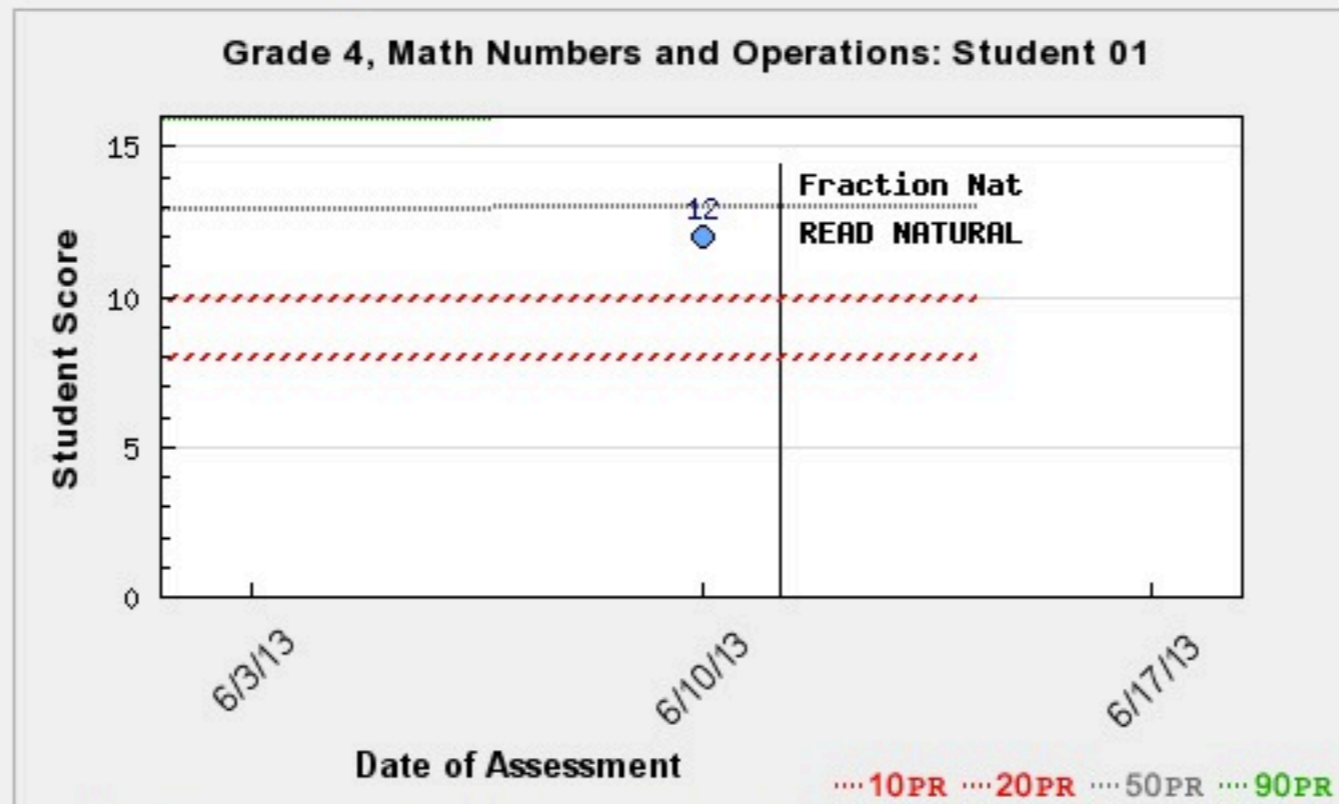 Grade 4, Math Numbers and Operations: Student 01
Student Score
15
10
5
0
12
Fraction Nat
READ NATURAL
6/3/13
6/10/13
6/17/13
Date of Assessment
10PR 20PR 50PR 90PR